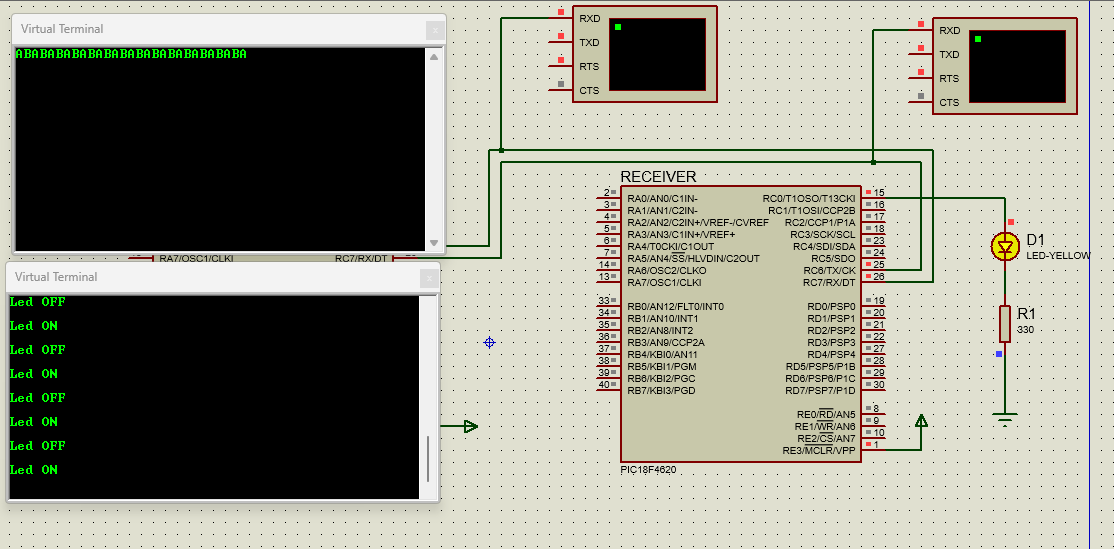 Virtual Terminal
x
ABABABABABABABABABABABABABABA
Virtual Terminal
x
Led OFF
Led ON
Led OFF
Led ON
Led OFF
Led ON
Led OFF
Led ON
RA7/OSC1/CLKI
RC7/RX/DT
RXD
TXD
RTS
CTS
RXD
TXD
RTS
CTS
RECEIVER
2 RA0/AN0/C1IN- RC0/T1OSO/T13CKI 15
3 RA1/AN1/C2IN- RC1/T1OSI/CCP2B 16
4 RA2/AN2/C2IN+/VREF-/CVREF RC2/CCP1/P1A 17
5 RA3/AN3/C1IN+/VREF+ RC3/SCK/SCL 18
6 RA4/T0CKI/C1OUT RC4/SDI/SDA 23
7 RA5/AN4/SS/HLVDIN/C2OUT RC5/SDO 24
14 RA6/OSC2/CLKO RC6/TX/CK 25
13 RA7/OSC1/CLKI RC7/RX/DT 26
33 RB0/AN12/FLT0/INT0 RD0/PSP0 19
34 RB1/AN10/INT1 RD1/PSP1 20
35 RB2/AN8/INT2 RD2/PSP2 21
36 RB3/AN9/CCP2A RD3/PSP3 22
37 RB4/KBI0/AN11 RD4/PSP4 27
38 RB5/KBI1/PGM RD5/PSP5/P1B 28
39 RB6/KBI2/PGC RD6/PSP6/P1C 29
40 RB7/KBI3/PGD RD7/PSP7/P1D 30
RE0/RD/AN5 8
RE1/WR/AN6 9
RE2/CS/AN7 10
RE3/MCLR/VPP 1
PIC18F4620
D1
LED-YELLOW
R1
330